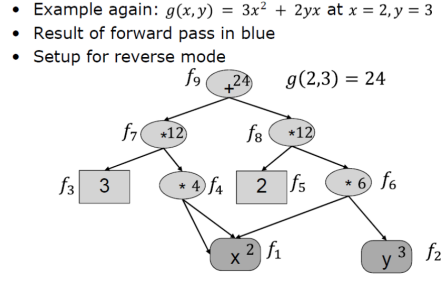 • Example again: g(x,y) = 3x² + 2yx at x = 2, y = 3
• Result of forward pass in blue
• Setup for reverse mode
f₉ + 24 g(2,3) = 24
f₇ *12 f₈ *12
f₃ 3 * 4 f₄ 2 f₅ * 6 f₆
x 2 f₁ y 3 f₂